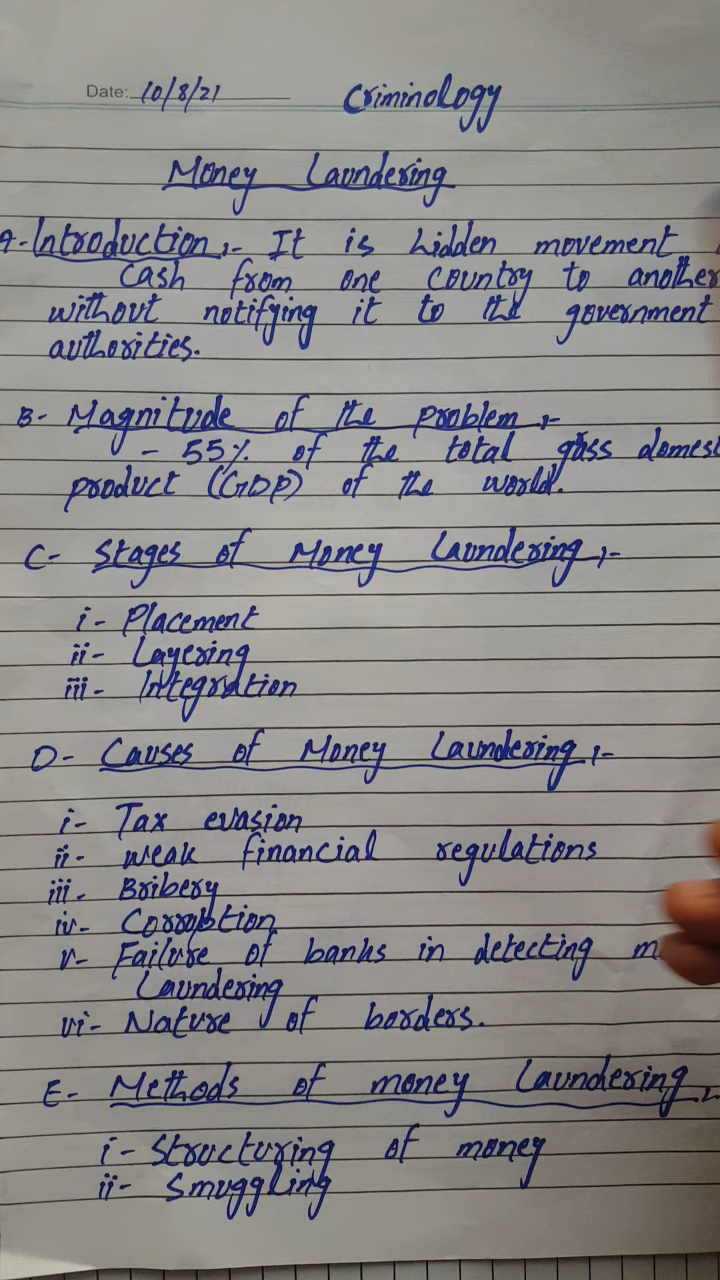 Date: 10/8/21 Criminology
Money Laundering
A- Introduction :- It is hidden movement
cash from one country to another
without notifying it to the government
authorities.
B- Magnitude of the problem :-
- 55% of the total gross domest
product (GDP) of the world.
C- Stages of Money Laundering :-
i- Placement
ii- Layering
iii- Integration
D- Causes of Money Laundering :-
i- Tax evasion
ii- weak financial regulations
iii- Bribery
iv- Corruption
v- Failure of banks in detecting m
Laundering
vi- Nature of borders.
E- Methods of money Laundering :-
i- Structuring of money
ii- Smuggling